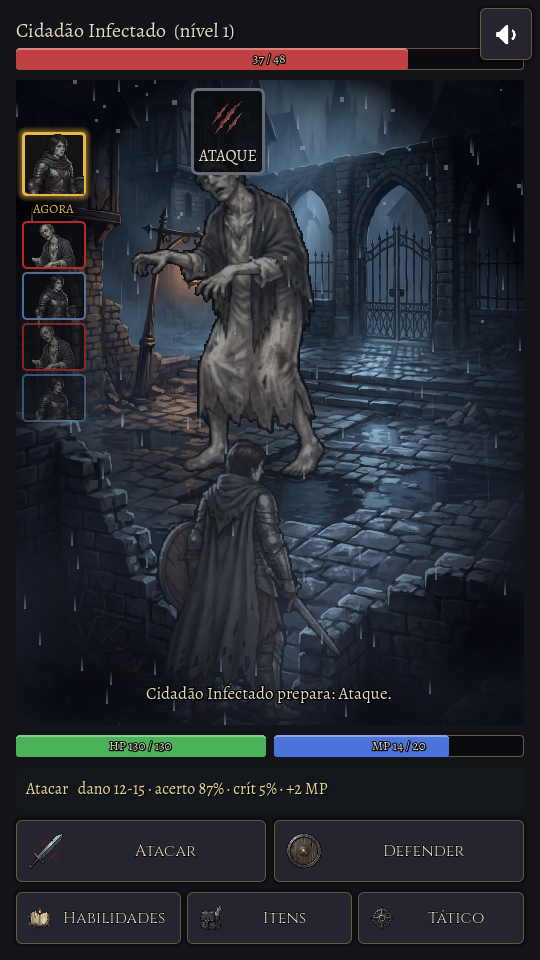 Cidadão Infectado (nível 1)
37 / 48
ATAQUE
AGORA
Cidadão Infectado prepara: Ataque.
HP 130 / 130
MP 14 / 20
Atacar dano 12-15 · acerto 87% · crít 5% · +2 MP
Atacar
Defender
Habilidades
Itens
Tático